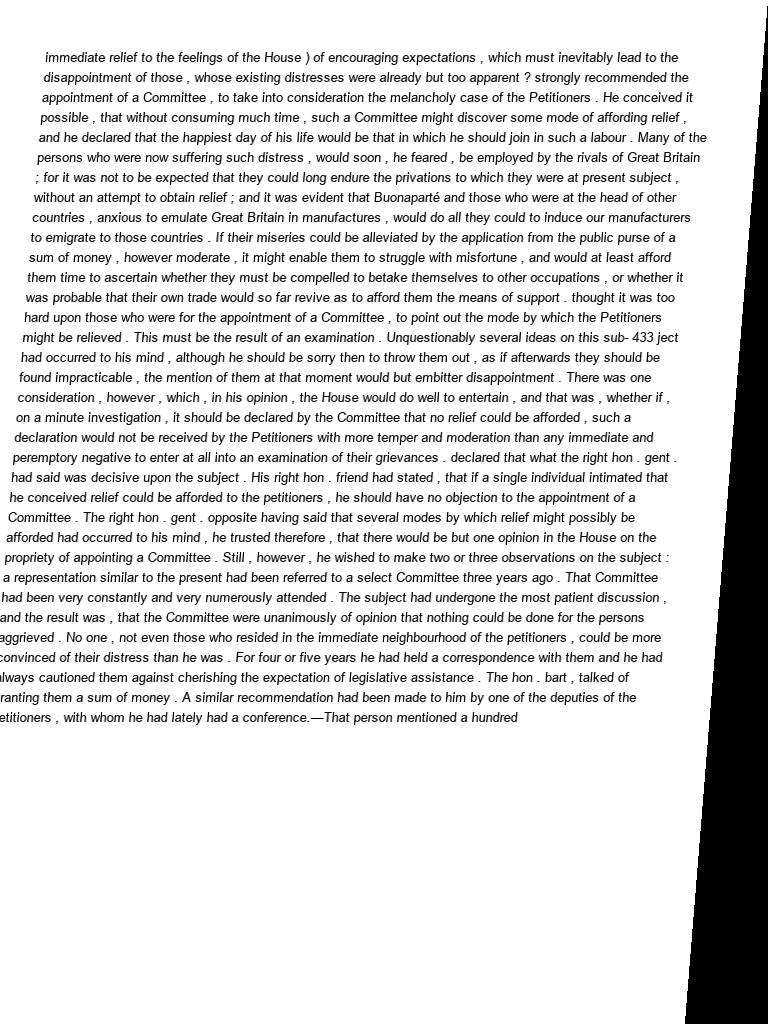 immediate relief to the feelings of the House ) of encouraging expectations , which must inevitably lead to the
disappointment of those , whose existing distresses were already but too apparent ? strongly recommended the
appointment of a Committee , to take into consideration the melancholy case of the Petitioners . He conceived it
possible , that without consuming much time , such a Committee might discover some mode of affording relief ,
and he declared that the happiest day of his life would be that in which he should join in such a labour . Many of the
persons who were now suffering such distress , would soon , he feared , be employed by the rivals of Great Britain
; for it was not to be expected that they could long endure the privations to which they were at present subject ,
without an attempt to obtain relief ; and it was evident that Buonaparté and those who were at the head of other
countries , anxious to emulate Great Britain in manufactures , would do all they could to induce our manufacturers
to emigrate to those countries . If their miseries could be alleviated by the application from the public purse of a
sum of money , however moderate , it might enable them to struggle with misfortune , and would at least afford
them time to ascertain whether they must be compelled to betake themselves to other occupations , or whether it
was probable that their own trade would so far revive as to afford them the means of support . thought it was too
hard upon those who were for the appointment of a Committee , to point out the mode by which the Petitioners
might be relieved . This must be the result of an examination . Unquestionably several ideas on this sub- 433 ject
had occurred to his mind , although he should be sorry then to throw them out , as if afterwards they should be
found impracticable , the mention of them at that moment would but embitter disappointment . There was one
consideration , however , which , in his opinion , the House would do well to entertain , and that was , whether if ,
on a minute investigation , it should be declared by the Committee that no relief could be afforded , such a
declaration would not be received by the Petitioners with more temper and moderation than any immediate and
peremptory negative to enter at all into an examination of their grievances . declared that what the right hon . gent .
had said was decisive upon the subject . His right hon . friend had stated , that if a single individual intimated that
he conceived relief could be afforded to the petitioners , he should have no objection to the appointment of a
Committee . The right hon . gent . opposite having said that several modes by which relief might possibly be
afforded had occurred to his mind , he trusted therefore , that there would be but one opinion in the House on the
propriety of appointing a Committee . Still , however , he wished to make two or three observations on the subject :
a representation similar to the present had been referred to a select Committee three years ago . That Committee
had been very constantly and very numerously attended . The subject had undergone the most patient discussion ,
and the result was , that the Committee were unanimously of opinion that nothing could be done for the persons
aggrieved . No one , not even those who resided in the immediate neighbourhood of the petitioners , could be more
convinced of their distress than he was . For four or five years he had held a correspondence with them and he had
always cautioned them against cherishing the expectation of legislative assistance . The hon . bart , talked of
ranting them a sum of money . A similar recommendation had been made to him by one of the deputies of the
etitioners , with whom he had lately had a conference.—That person mentioned a hundred